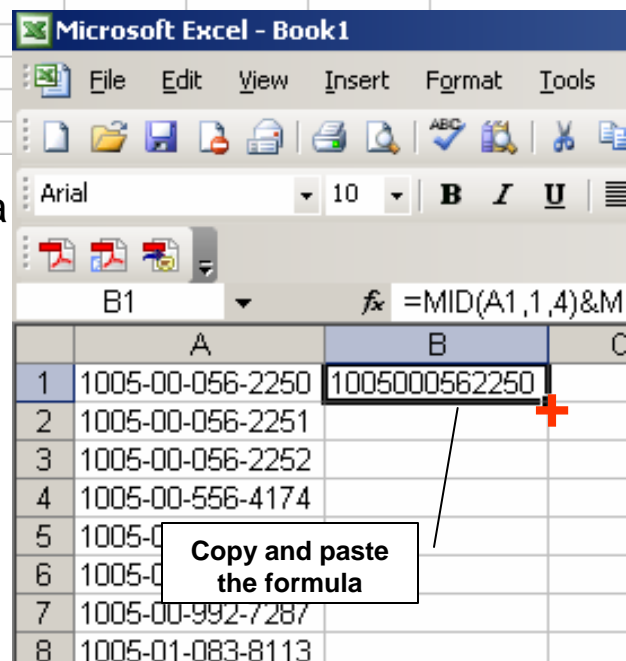 Microsoft Excel - Book1
File Edit View Insert Format Tools
ABC
a
Arial 10 B I U
B1 fx =MID(A1,1,4)&M
A B C
1 1005-00-056-2250 1005000562250
2 1005-00-056-2251
3 1005-00-056-2252
4 1005-00-556-4174
5 1005-0
6 1005-0
7 1005-00-992-7287
8 1005-01-083-8113
Copy and paste
the formula